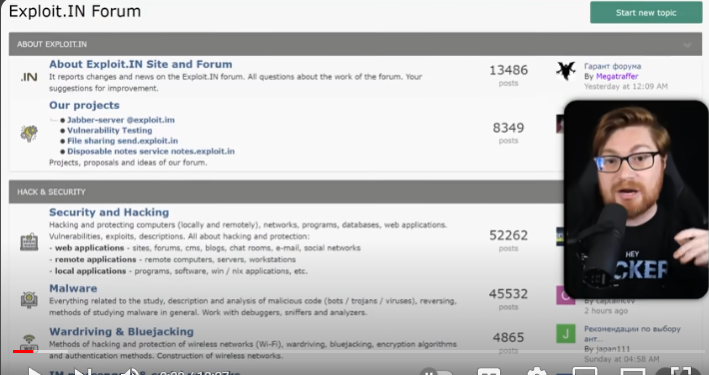 Exploit.IN Forum
Start new topic
ABOUT EXPLOIT.IN
.IN
About Exploit.IN Site and Forum
It reports changes and news on the Exploit.IN forum. All questions about the work of the forum. Your
suggestions for improvement.
13486
posts
Гарант форума
By Megatraffer
Yesterday at 12:09 AM
Our projects
• Jabber-server @exploit.im
• Vulnerability Testing
• File sharing send.exploit.in
• Disposable notes service notes.exploit.in
Projects, proposals and ideas of our forum.
8349
posts
HACK & SECURITY
Security and Hacking
Hacking and protecting computers (locally and remotely), networks, programs, databases, web applications.
Vulnerabilities, exploits, descriptions. All about hacking and protection:
- web applications - sites, forums, cms, blogs, chat rooms, e-mail, social networks
- remote applications - remote computers, servers, workstations
- local applications - programs, software, win / nix applications, etc.
52262
posts
HEY
CKER
Malware
Everything related to the study, description and analysis of malicious code (bots / trojans / viruses), reversing,
methods of studying malware in general. Work with debuggers, sniffers and analyzers.
45532
posts
2 hours ago
Wardriving & Bluejacking
Methods of hacking and protection of wireless networks (Wi-Fi), wardriving, bluejacking, encryption algorithms
and authentication methods. Construction of wireless networks.
4865
posts
J
Рекомендации по выбору
ант...
By japan111
Sunday at 04:58 AM